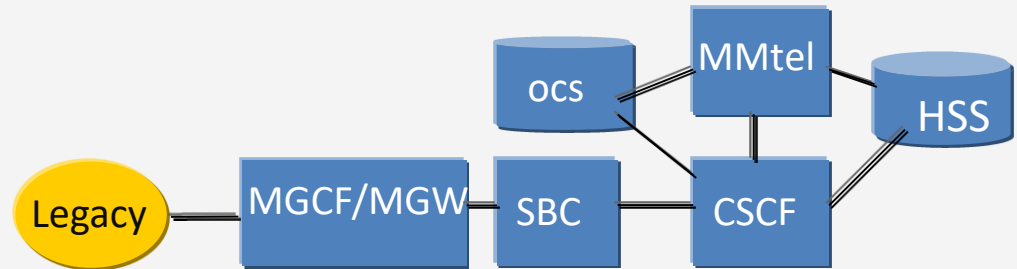 MMtel
ocs
HSS
Legacy
MGCF/MGW
SBC
CSCF